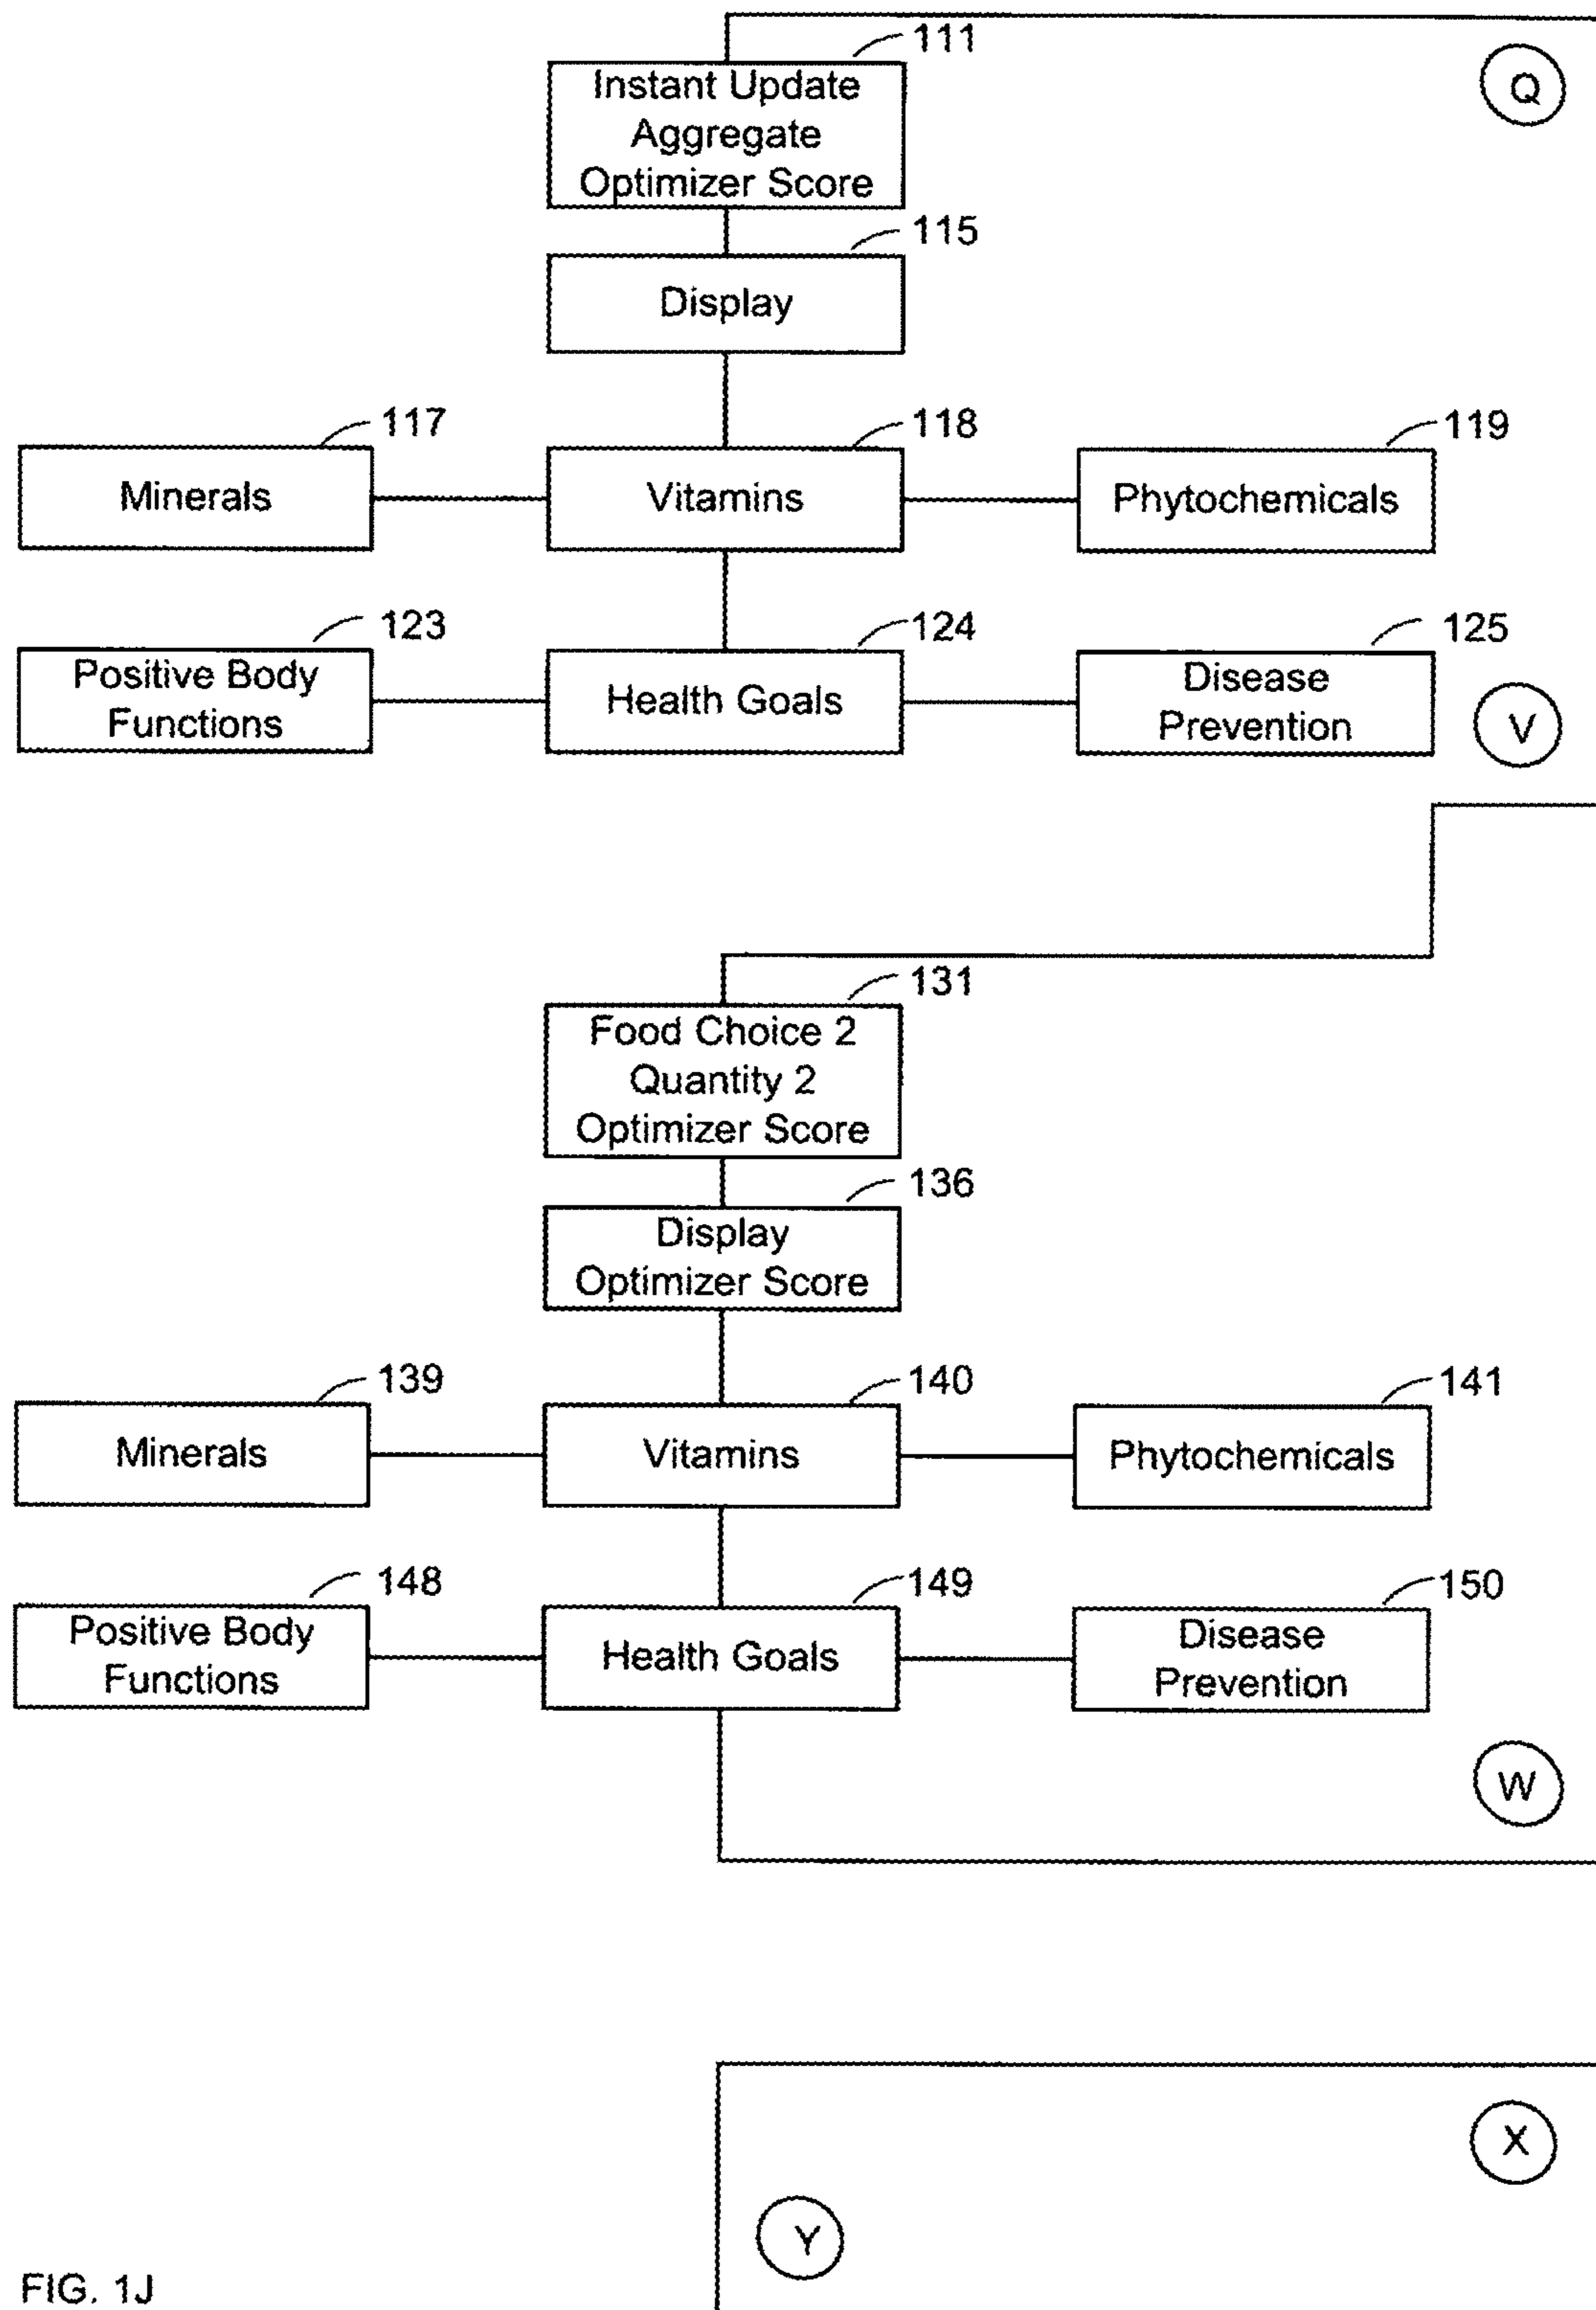 111
Instant Update
Aggregate
Optimizer Score
Q
115
Display
117
118
119
Minerals
Vitamins
Phytochemicals
123
124
125
Positive Body
Functions
Health Goals
Disease
Prevention
V
131
Food Choice 2
Quantity 2
Optimizer Score
136
Display
Optimizer Score
139
140
141
Minerals
Vitamins
Phytochemicals
148
149
150
Positive Body
Functions
Health Goals
Disease
Prevention
W
X
Y
FIG. 1J